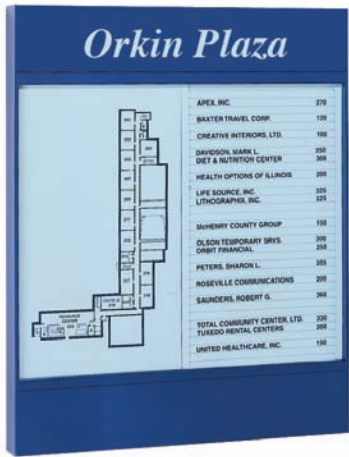 Orkin Plaza
APEX, INC. 270
BAXTER TRAVEL CORP. 120
CREATIVE INTERIORS, LTD. 160
DAVIDSON, MARK L. 250
DIET & NUTRITION CENTER 308
HEALTH OPTIONS OF ILLINOIS 200
LIFE SOURCE, INC. 325
LITHOGRAPHIX, INC. 225
McHENRY COUNTY GROUP 150
OLSON TEMPORARY SRVS. 300
ORBIT FINANCIAL 250
PETERS, SHARON L. 205
ROSEVILLE COMMUNICATIONS 200
SAUNDERS, ROBERT G. 360
TOTAL COMMUNITY CENTER, LTD. 330
TUXEDO RENTAL CENTERS 200
UNITED HEALTHCARE, INC. 150